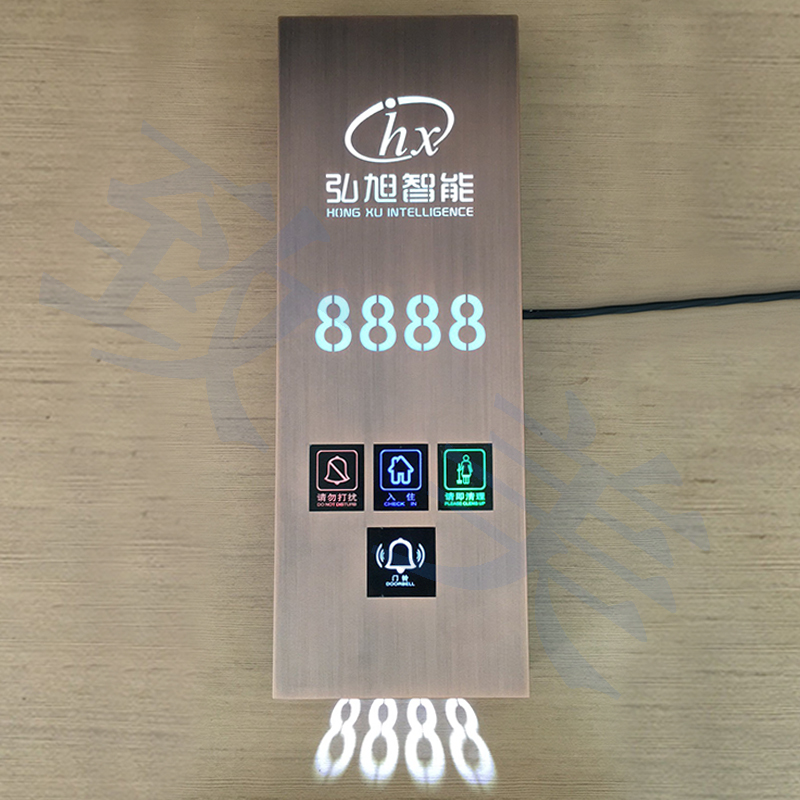 hx
弘旭智能
HONG XU INTELLIGENCE
8888
请勿打扰 入住 请即清理
DO NOT DISTURB CHECK IN PLEASE CLEAN UP
门铃
DOORBELL
8888